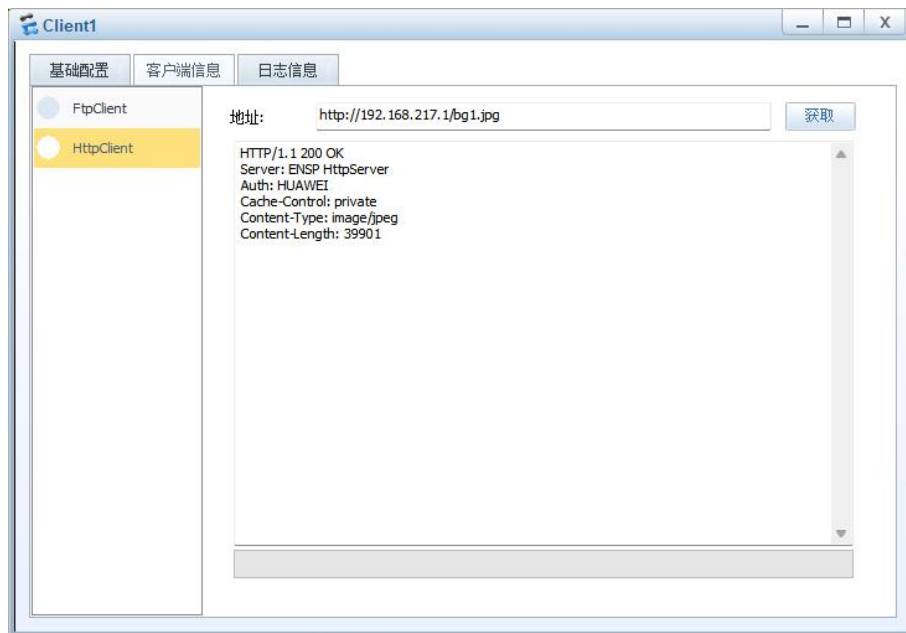 Client1
基础配置 客户端信息 日志信息
FtpClient
HttpClient
地址: http://192.168.217.1/bg1.jpg 获取
HTTP/1.1 200 OK
Server: ENSP HttpServer
Auth: HUAWEI
Cache-Control: private
Content-Type: image/jpeg
Content-Length: 39901